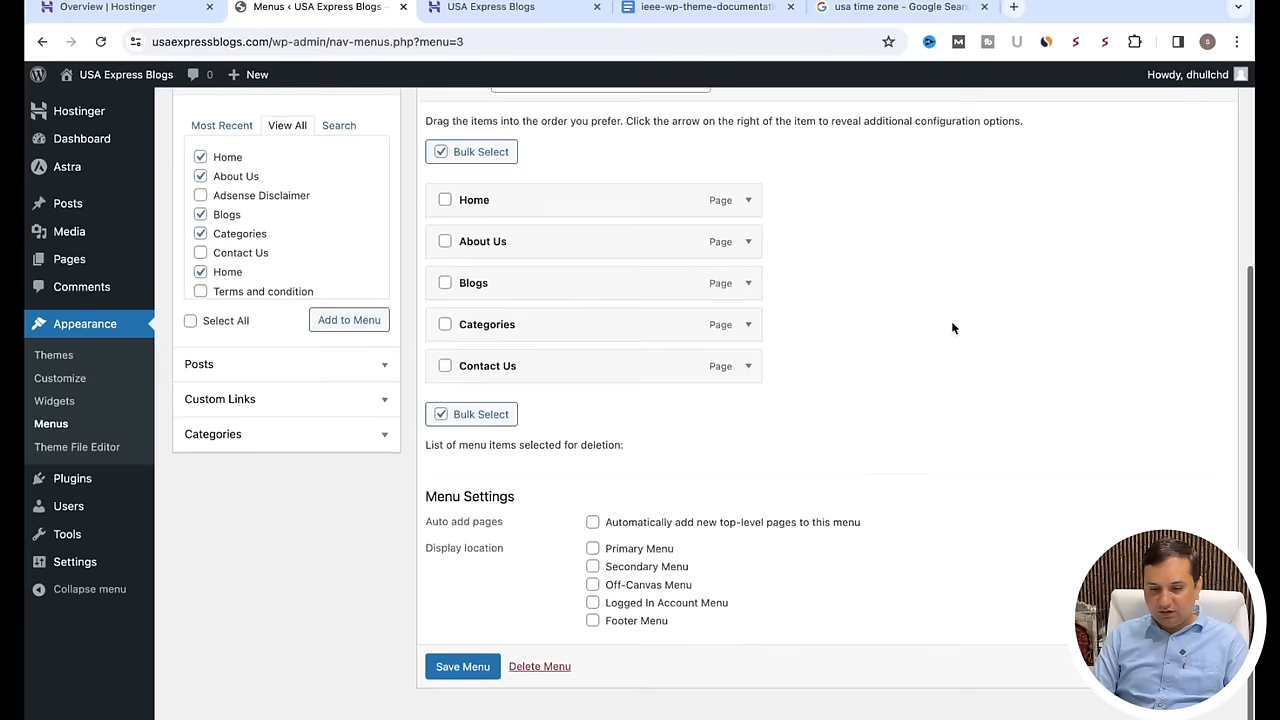 Overview | Hostinger
Menus ‹ USA Express Blogs –
USA Express Blogs
ieee-wp-theme-documentati
usa time zone - Google Sear
usaexpressblogs.com/wp-admin/nav-menus.php?menu=3
USA Express Blogs 0 New Howdy, dhullchd
Hostinger
Dashboard
Astra
Posts
Media
Pages
Comments
Appearance
Themes
Customize
Widgets
Menus
Theme File Editor
Plugins
Users
Tools
Settings
Collapse menu
Most Recent View All Search
Home
About Us
Adsense Disclaimer
Blogs
Categories
Contact Us
Home
Terms and condition
Select All Add to Menu
Posts
Custom Links
Categories
Drag the items into the order you prefer. Click the arrow on the right of the item to reveal additional configuration options.
Bulk Select
Home Page
About Us Page
Blogs Page
Categories Page
Contact Us Page
Bulk Select
List of menu items selected for deletion:
Menu Settings
Auto add pages Automatically add new top-level pages to this menu
Display location Primary Menu
Secondary Menu
Off-Canvas Menu
Logged In Account Menu
Footer Menu
Save Menu Delete Menu